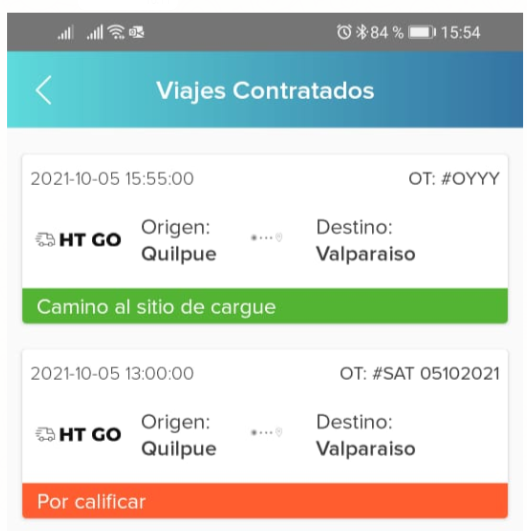 84 % 15:54
Viajes Contratados
2021-10-05 15:55:00 OT: #OYYY
HT GO Origen: Destino:
Quilpue Valparaiso
Camino al sitio de cargue
2021-10-05 13:00:00 OT: #SAT 05102021
HT GO Origen: Destino:
Quilpue Valparaiso
Por calificar